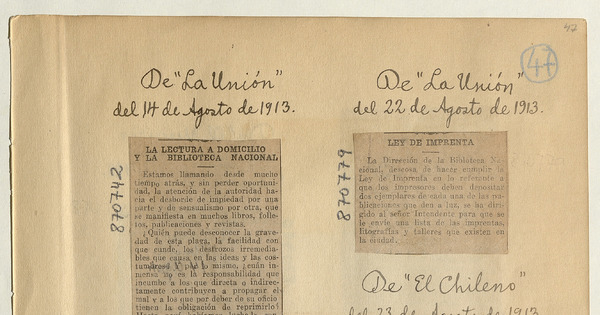 47
47
De "La Unión"
del 14 de Agosto de 1913.
870742
LA LECTURA A DOMICILIO
Y LA BIBLIOTECA NACIONAL
Estamos llamando desde mucho
tiempo atrás, y sin perder oportuni-
dad, la atención de la autoridad ha-
cia el desborde de impiedad por una
parte y de sensualismo por otra, que
se manifiesta en muchos libros, folle-
tos, publicaciones y revistas.
¿Quién puede desconocer la grave-
dad de esta plaga, la facilidad con
que cunde, los destrozos irremedia-
bles que causa en las ideas y las cos-
tumbres? Y por lo mismo, ¿cuán in-
mensa no es la responsabilidad que
incumbe a los que directa o indirec-
tamente contribuyen a propagar el
mal y a los que por deber de su oficio
tienen la obligación de reprimirlo?
De "La Unión"
del 22 de Agosto de 1913.
870779
LEY DE IMPRENTA
La Dirección de la Biblioteca Na-
cional, deseosa de hacer cumplir la
Ley de Imprenta en lo referente a
que los impresores deben depositar
dos ejemplares de cada una de las pu-
blicaciones que den a luz, se ha diri-
gido al señor Intendente para que se
le envíe una lista de las imprentas,
litografías y talleres que existen en
la ciudad.
De "El Chileno"
del 23 de Agosto de 1913.